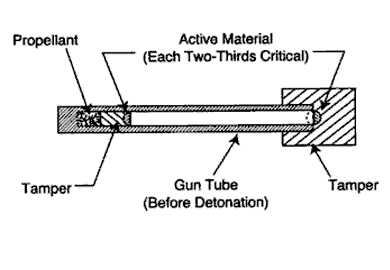 Propellant
Active Material
(Each Two-Thirds Critical)
Tamper
Gun Tube
(Before Detonation)
Tamper